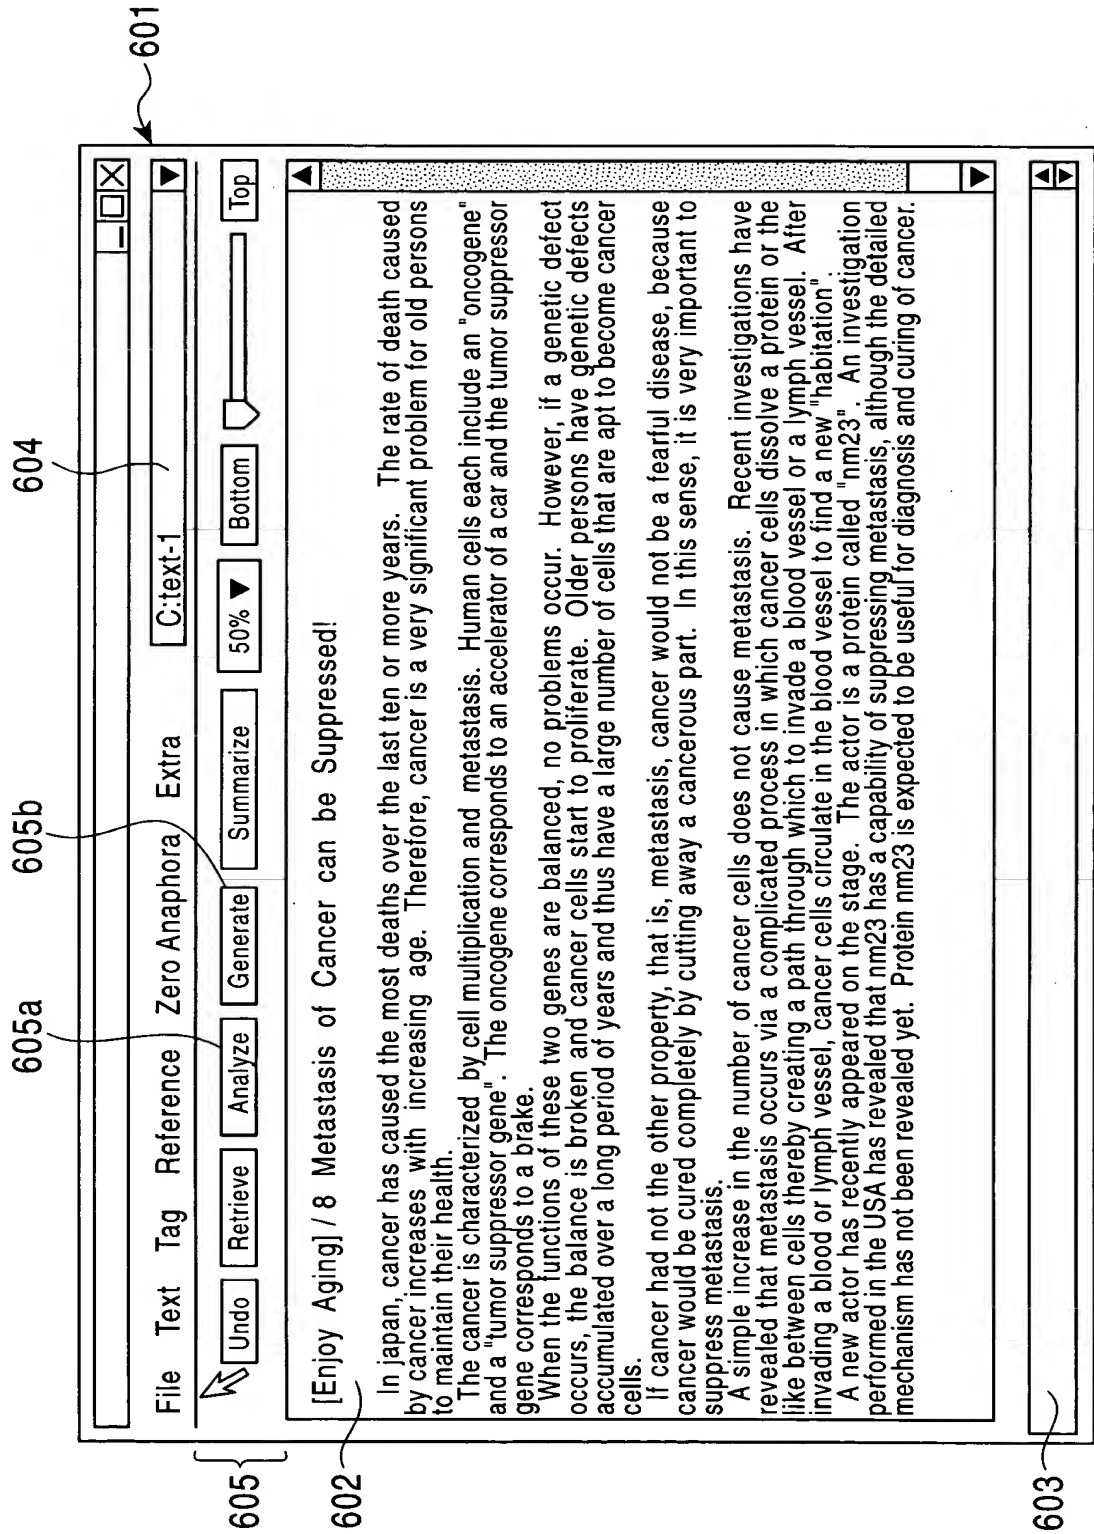 601
604
605a
605b
File Text Tag Reference Zero Anaphora Extra
C:text-1
605
Undo Retrieve Analyze Generate Summarize 50% Bottom Top
602
[Enjoy Aging] / 8 Metastasis of Cancer can be Suppressed!
In japan, cancer has caused the most deaths over the last ten or more years. The rate of death caused
by cancer increases with increasing age. Therefore, cancer is a very significant problem for old persons
to maintain their health.
The cancer is characterized by cell multiplication and metastasis. Human cells each include an "oncogene"
and a "tumor suppressor gene". The oncogene corresponds to an accelerator of a car and the tumor suppressor
gene corresponds to a brake.
When the functions of these two genes are balanced, no problems occur. However, if a genetic defect
occurs, the balance is broken and cancer cells start to proliferate. Older persons have genetic defects
accumulated over a long period of years and thus have a large number of cells that are apt to become cancer
cells.
If cancer had not the other property, that is, metastasis, cancer would not be a fearful disease, because
cancer would be cured completely by cutting away a cancerous part. In this sense, it is very important to
suppress metastasis.
A simple increase in the number of cancer cells does not cause metastasis. Recent investigations have
revealed that metastasis occurs via a complicated process in which cancer cells dissolve a protein or the
like between cells thereby creating a path through which to invade a blood vessel or a lymph vessel. After
invading a blood or lymph vessel, cancer cells circulate in the blood vessel to find a new "habitation".
A new actor has recently appeared on the stage. The actor is a protein called "nm23". An investigation
performed in the USA has revealed that nm23 has a capability of suppressing metastasis, although the detailed
mechanism has not been revealed yet. Protein nm23 is expected to be useful for diagnosis and curing of cancer.
603